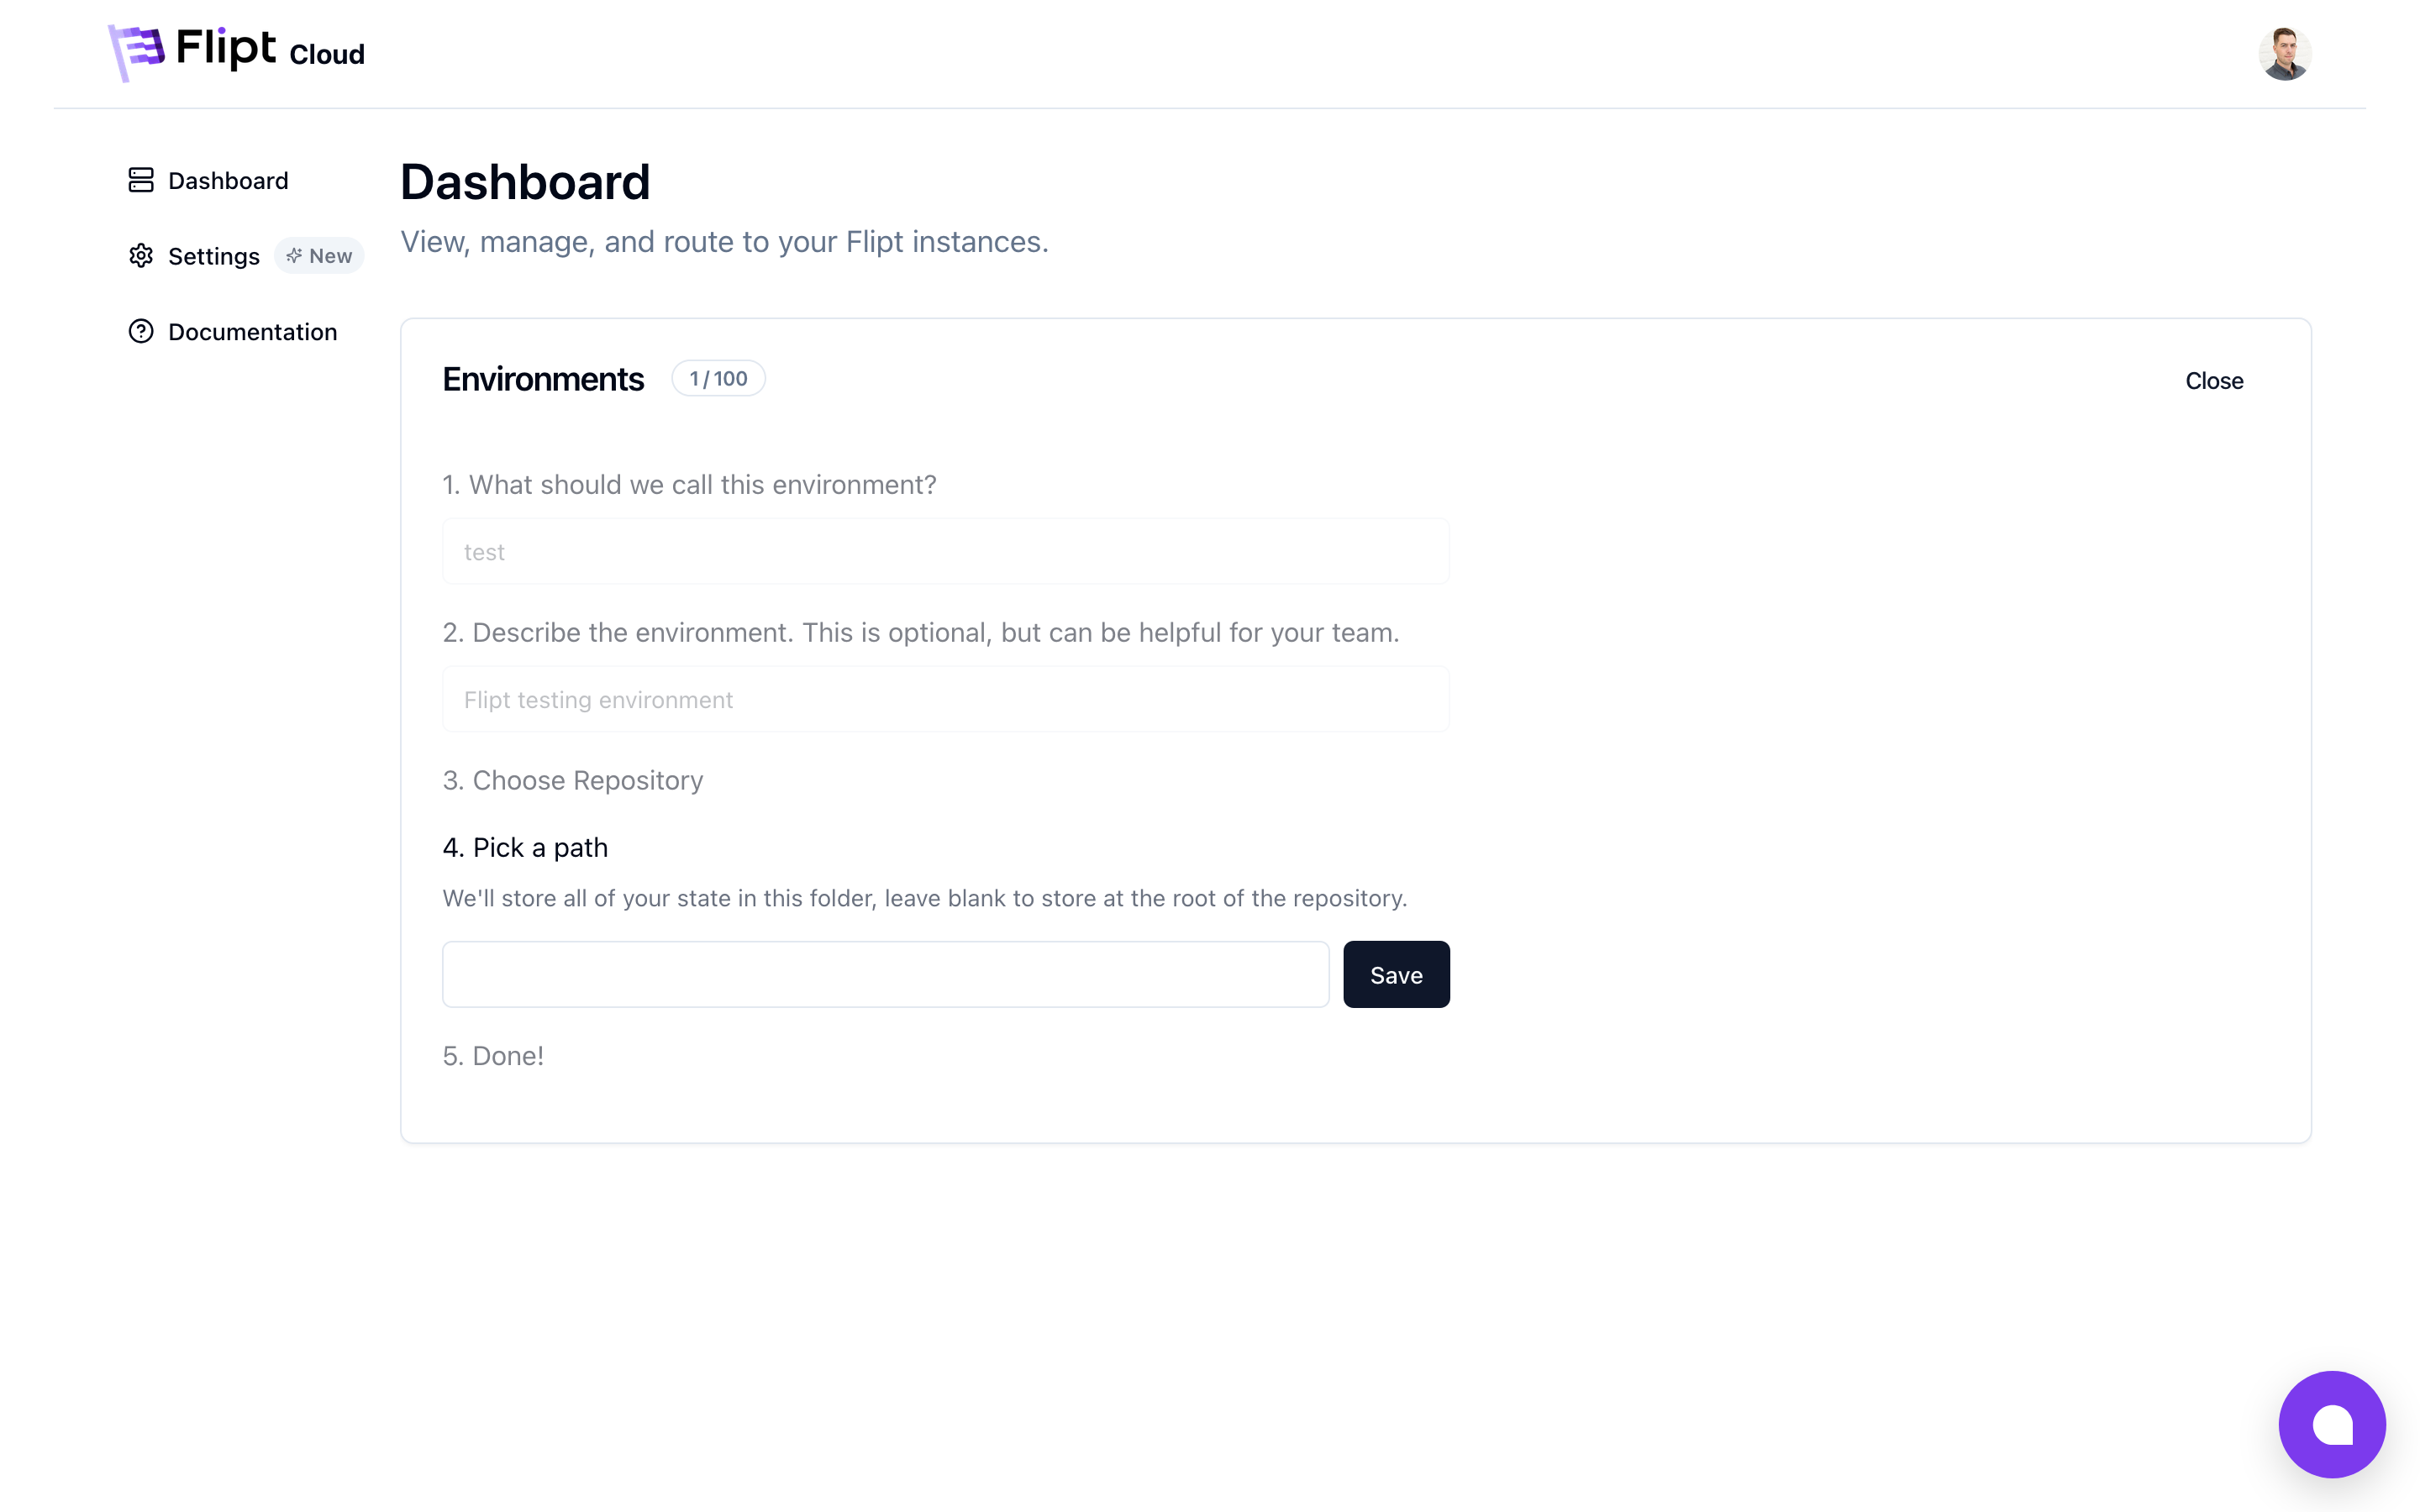 Flipt Cloud
Dashboard
Settings New
Documentation
Dashboard
View, manage, and route to your Flipt instances.
Environments 1 / 100
Close
1. What should we call this environment?
test
2. Describe the environment. This is optional, but can be helpful for your team.
Flipt testing environment
3. Choose Repository
4. Pick a path
We'll store all of your state in this folder, leave blank to store at the root of the repository.
Save
5. Done!